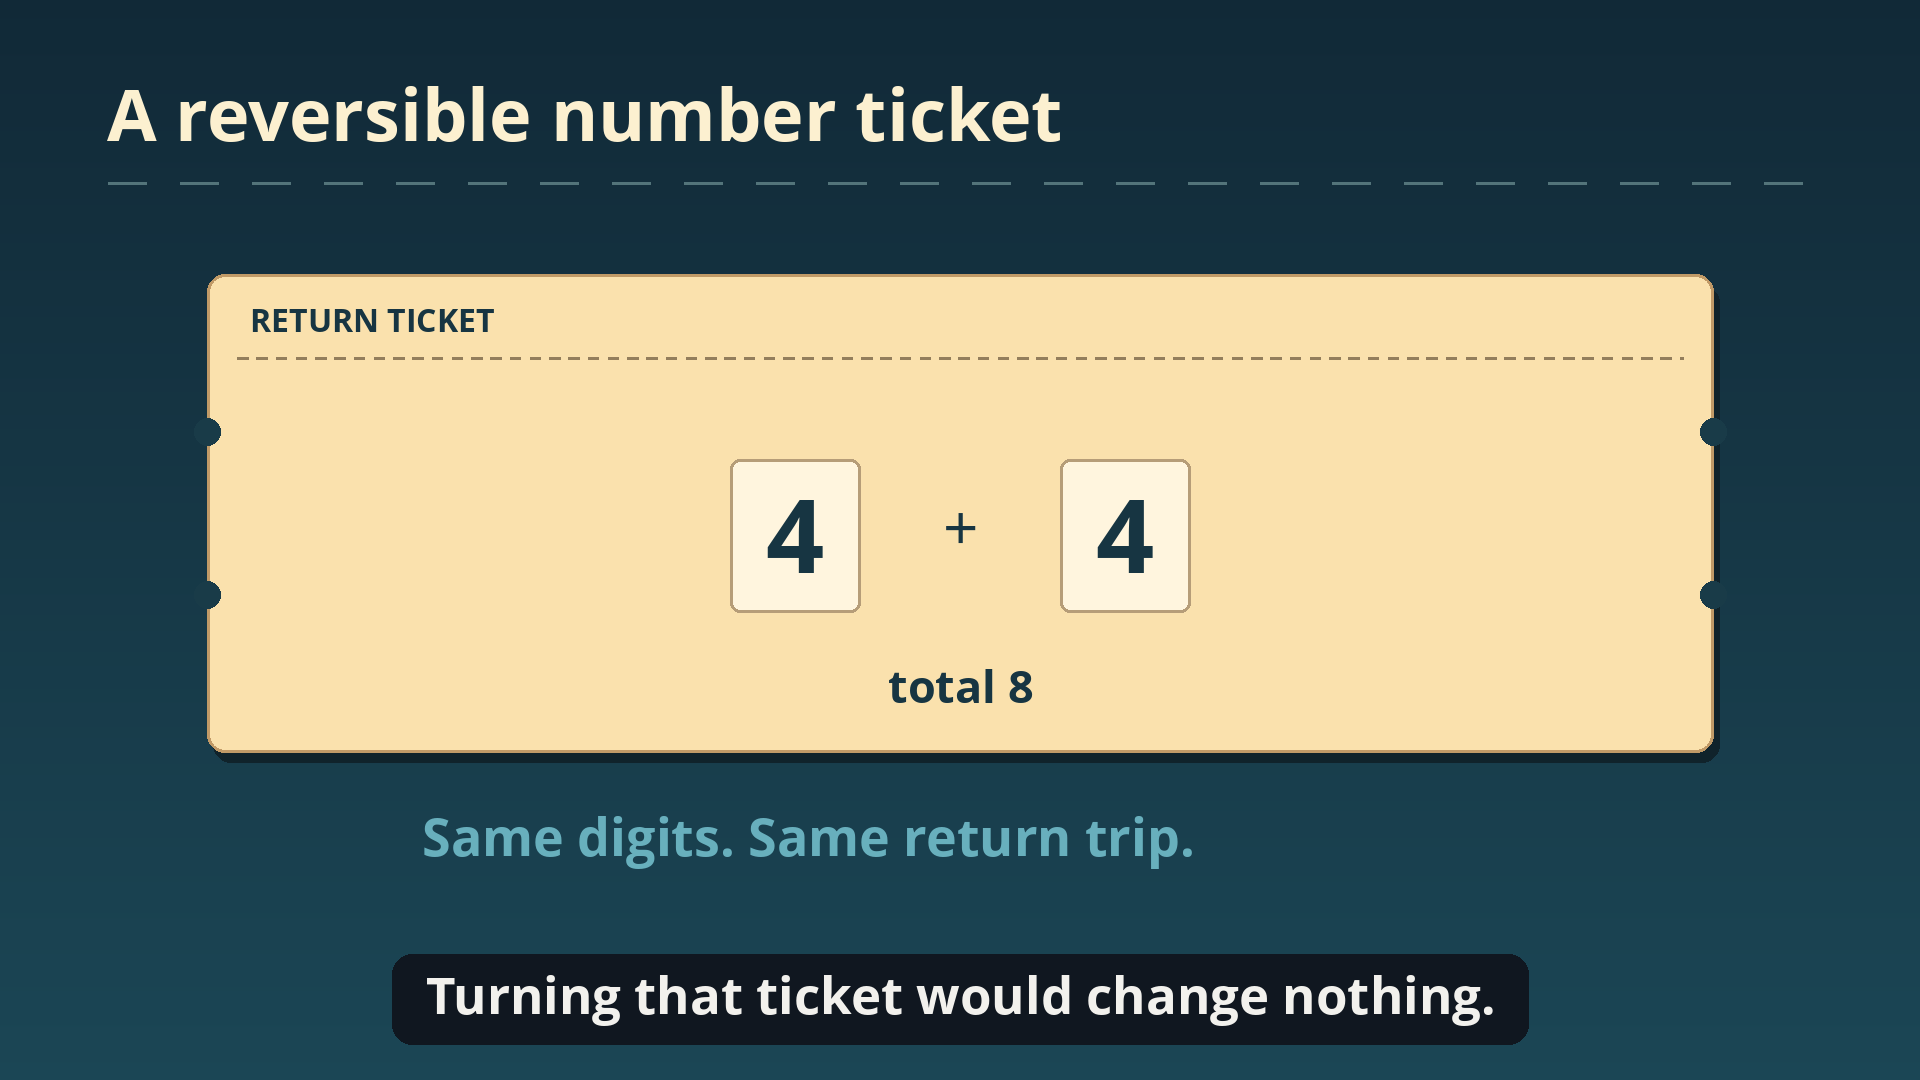 A reversible number ticket
RETURN TICKET
4 + 4
total 8
Same digits. Same return trip.
Turning that ticket would change nothing.